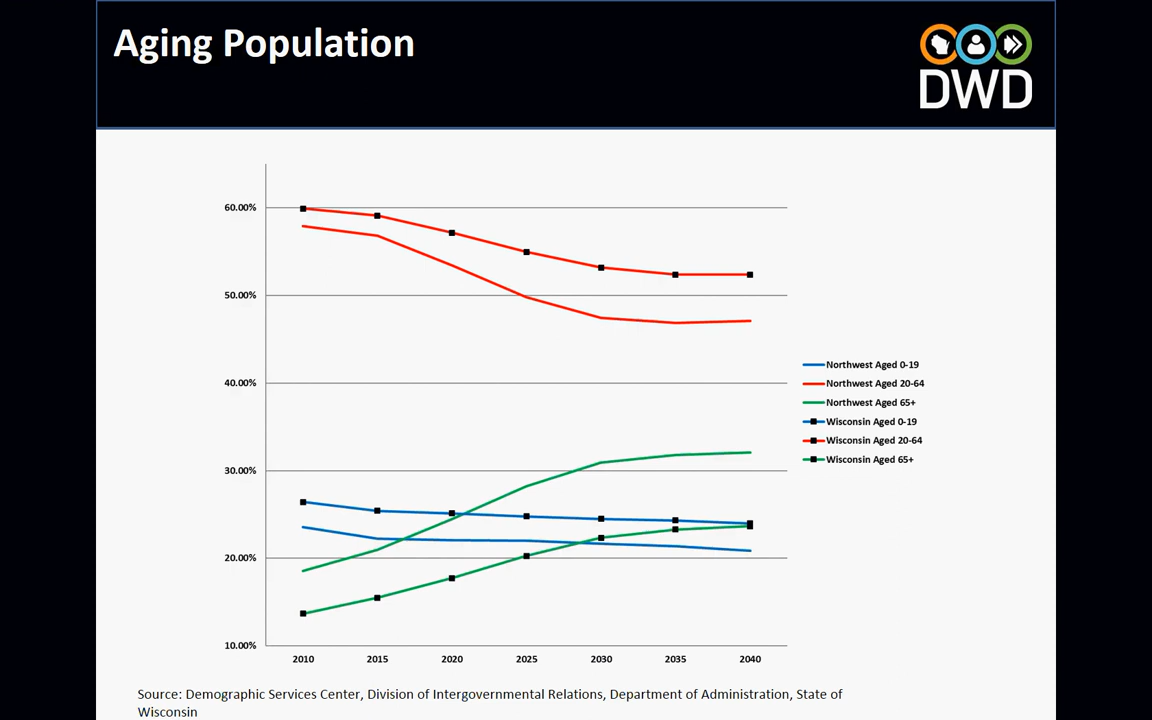 Aging Population
DWD
60.00%
50.00%
40.00%
30.00%
20.00%
10.00%
2010 2015 2020 2025 2030 2035 2040
Northwest Aged 0-19
Northwest Aged 20-64
Northwest Aged 65+
Wisconsin Aged 0-19
Wisconsin Aged 20-64
Wisconsin Aged 65+
Source: Demographic Services Center, Division of Intergovernmental Relations, Department of Administration, State of
Wisconsin